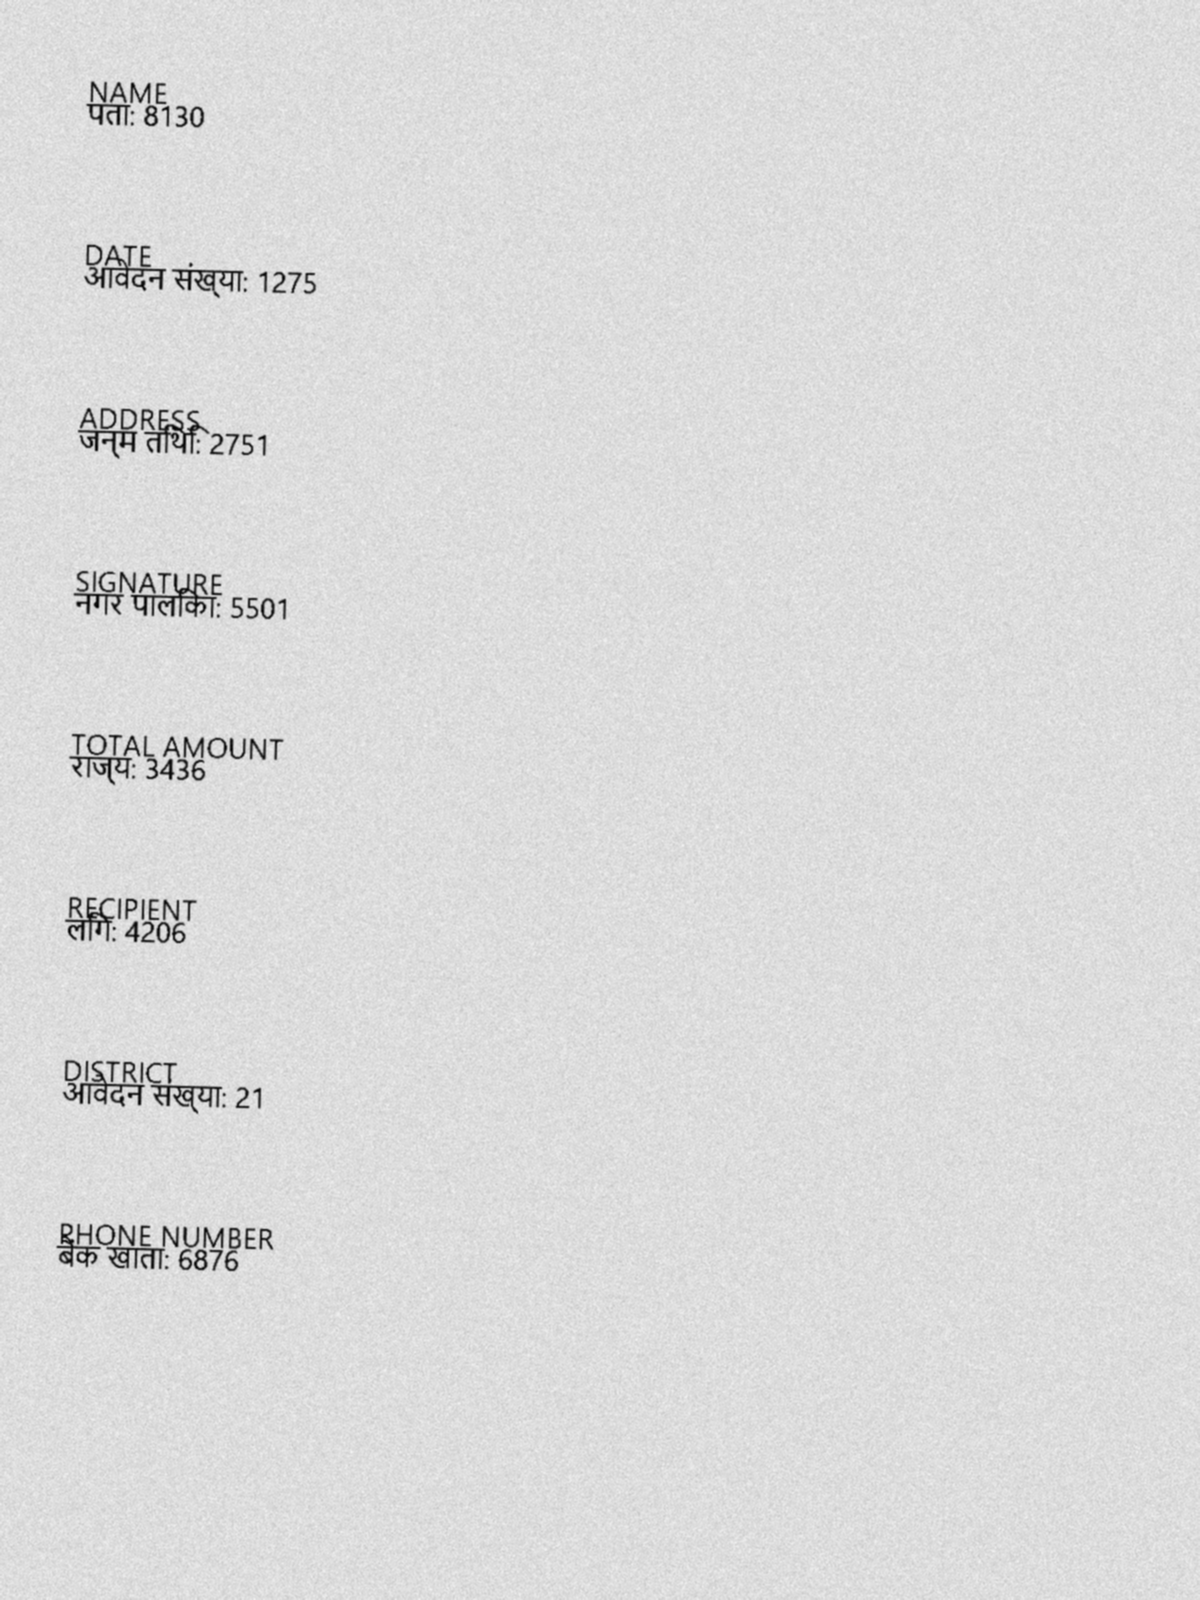 NAME
पता: 8130
DATE
आवेदन संख्या: 1275
ADDRESS
जन्म तिथि: 2751
SIGNATURE
नगर पालिका: 5501
TOTAL AMOUNT
राज्य: 3436
RECIPIENT
लिंग: 4206
DISTRICT
आवेदन संख्या: 21
PHONE NUMBER
बैंक खाता: 6876